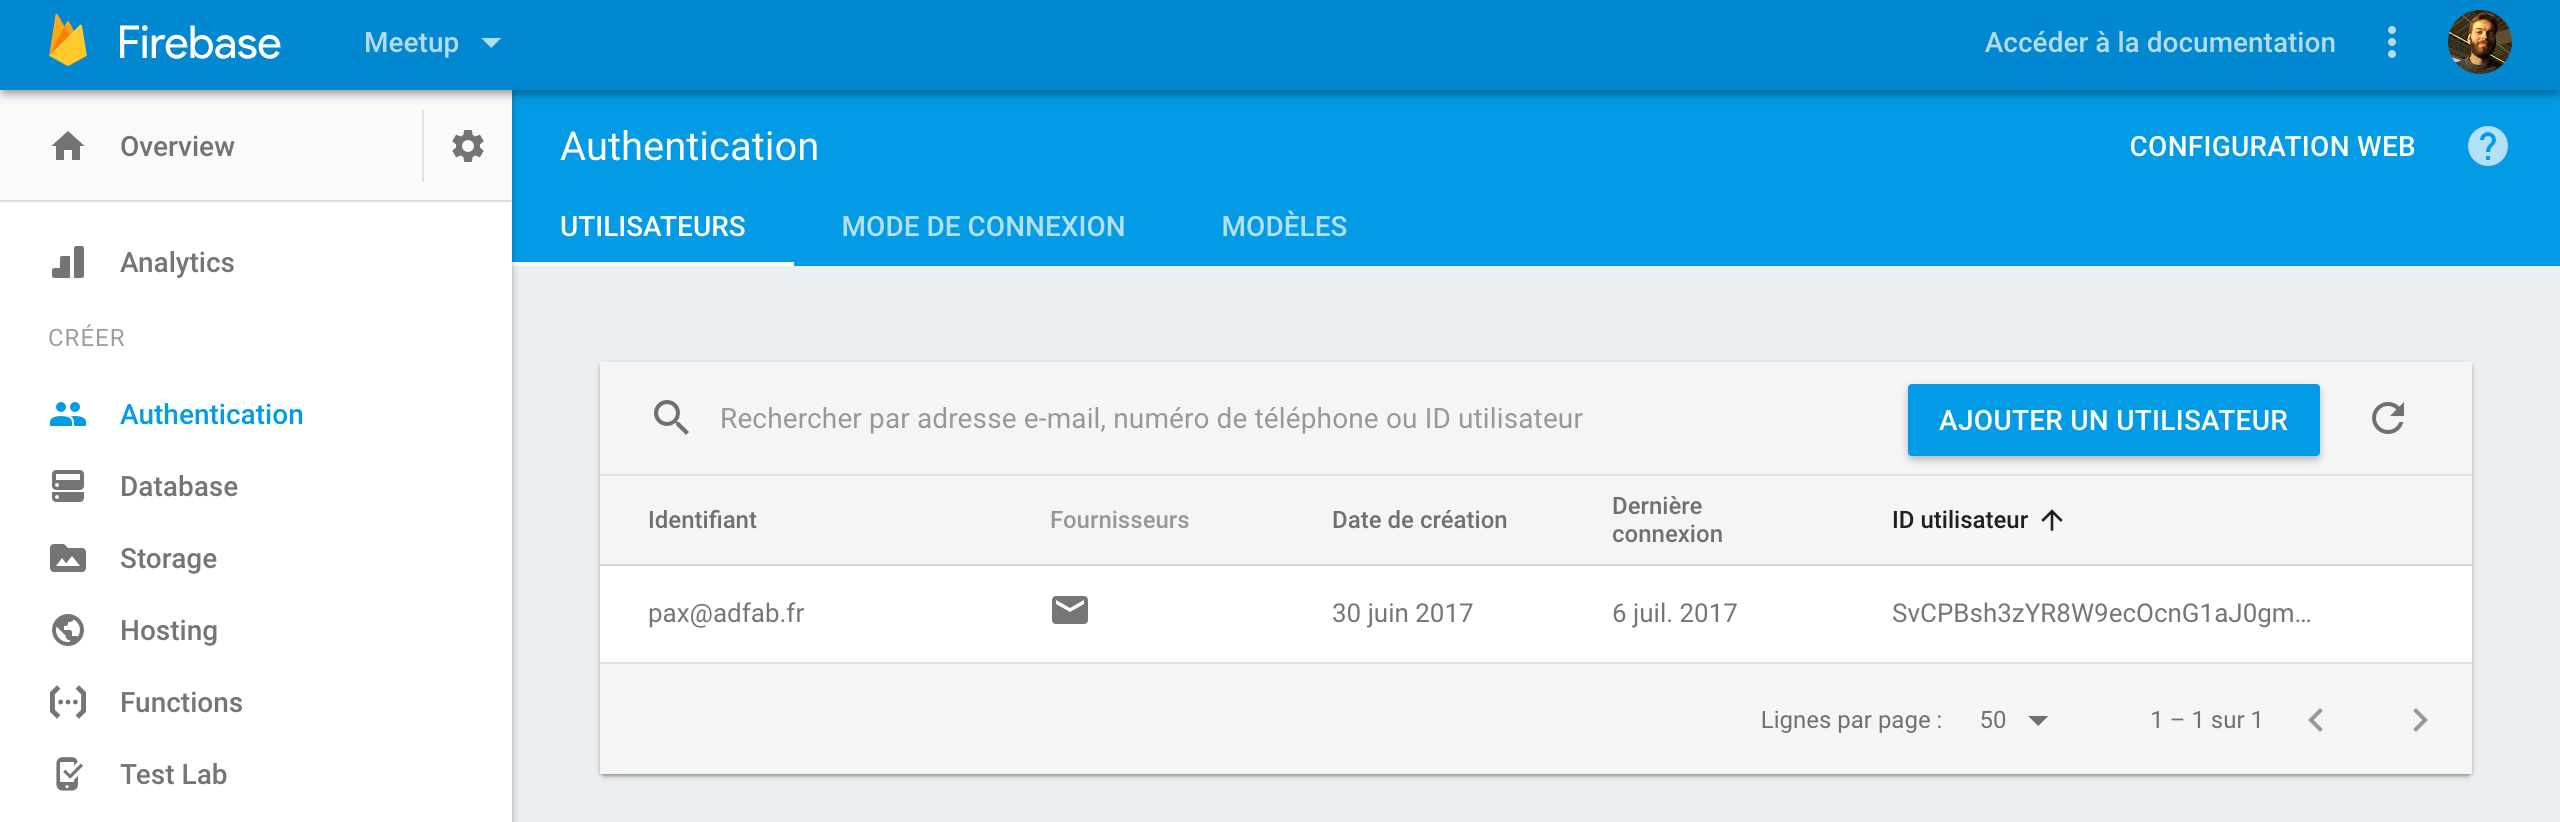 Firebase
Meetup
Accéder à la documentation
Overview
Analytics
CRÉER
Authentication
Database
Storage
Hosting
Functions
Test Lab
Authentication
CONFIGURATION WEB
UTILISATEURS MODE DE CONNEXION MODÈLES
Rechercher par adresse e-mail, numéro de téléphone ou ID utilisateur
AJOUTER UN UTILISATEUR
Identifiant Fournisseurs Date de création Dernière connexion ID utilisateur
pax@adfab.fr 30 juin 2017 6 juil. 2017 SvCPBsh3zYR8W9ecOcnG1aJ0gm...
Lignes par page : 50 1 – 1 sur 1